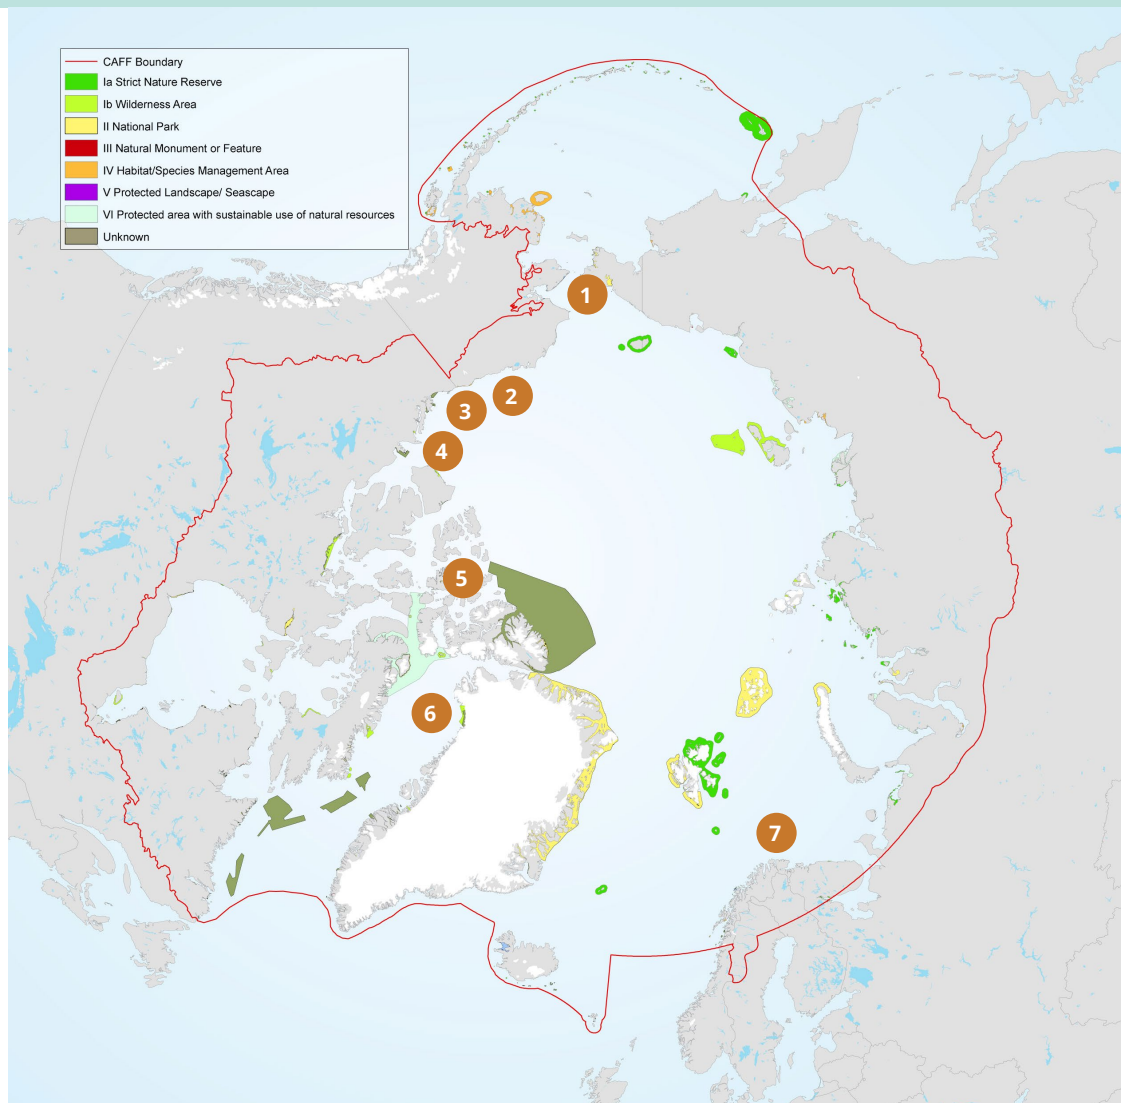 CAFF Boundary
Ia Strict Nature Reserve
Ib Wilderness Area
II National Park
III Natural Monument or Feature
IV Habitat/Species Management Area
V Protected Landscape/ Seascape
VI Protected area with sustainable use of natural resources
Unknown
1
2
3
4
5
6
7